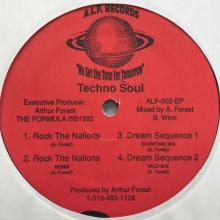 A.L.F. RECORDS
"We Set the Tone For Tomorrow"
Techno Soul
Executive Producer:
Arthur Forest
THE FORMULA ℗©1992
ALF-002-EP
Mixed by A. Forest
B. Winn
1. Rock The Nations
(A. Forest)
2. Rock The Nations
REMIX
(A. Forest)
3. Dream Sequence 1
SHOWTIME MIX
(A. Forest)
4. Dream Sequence 2
WILD MIX
(A. Forest)
Produced by Arthur Forest
1-313-483-1128